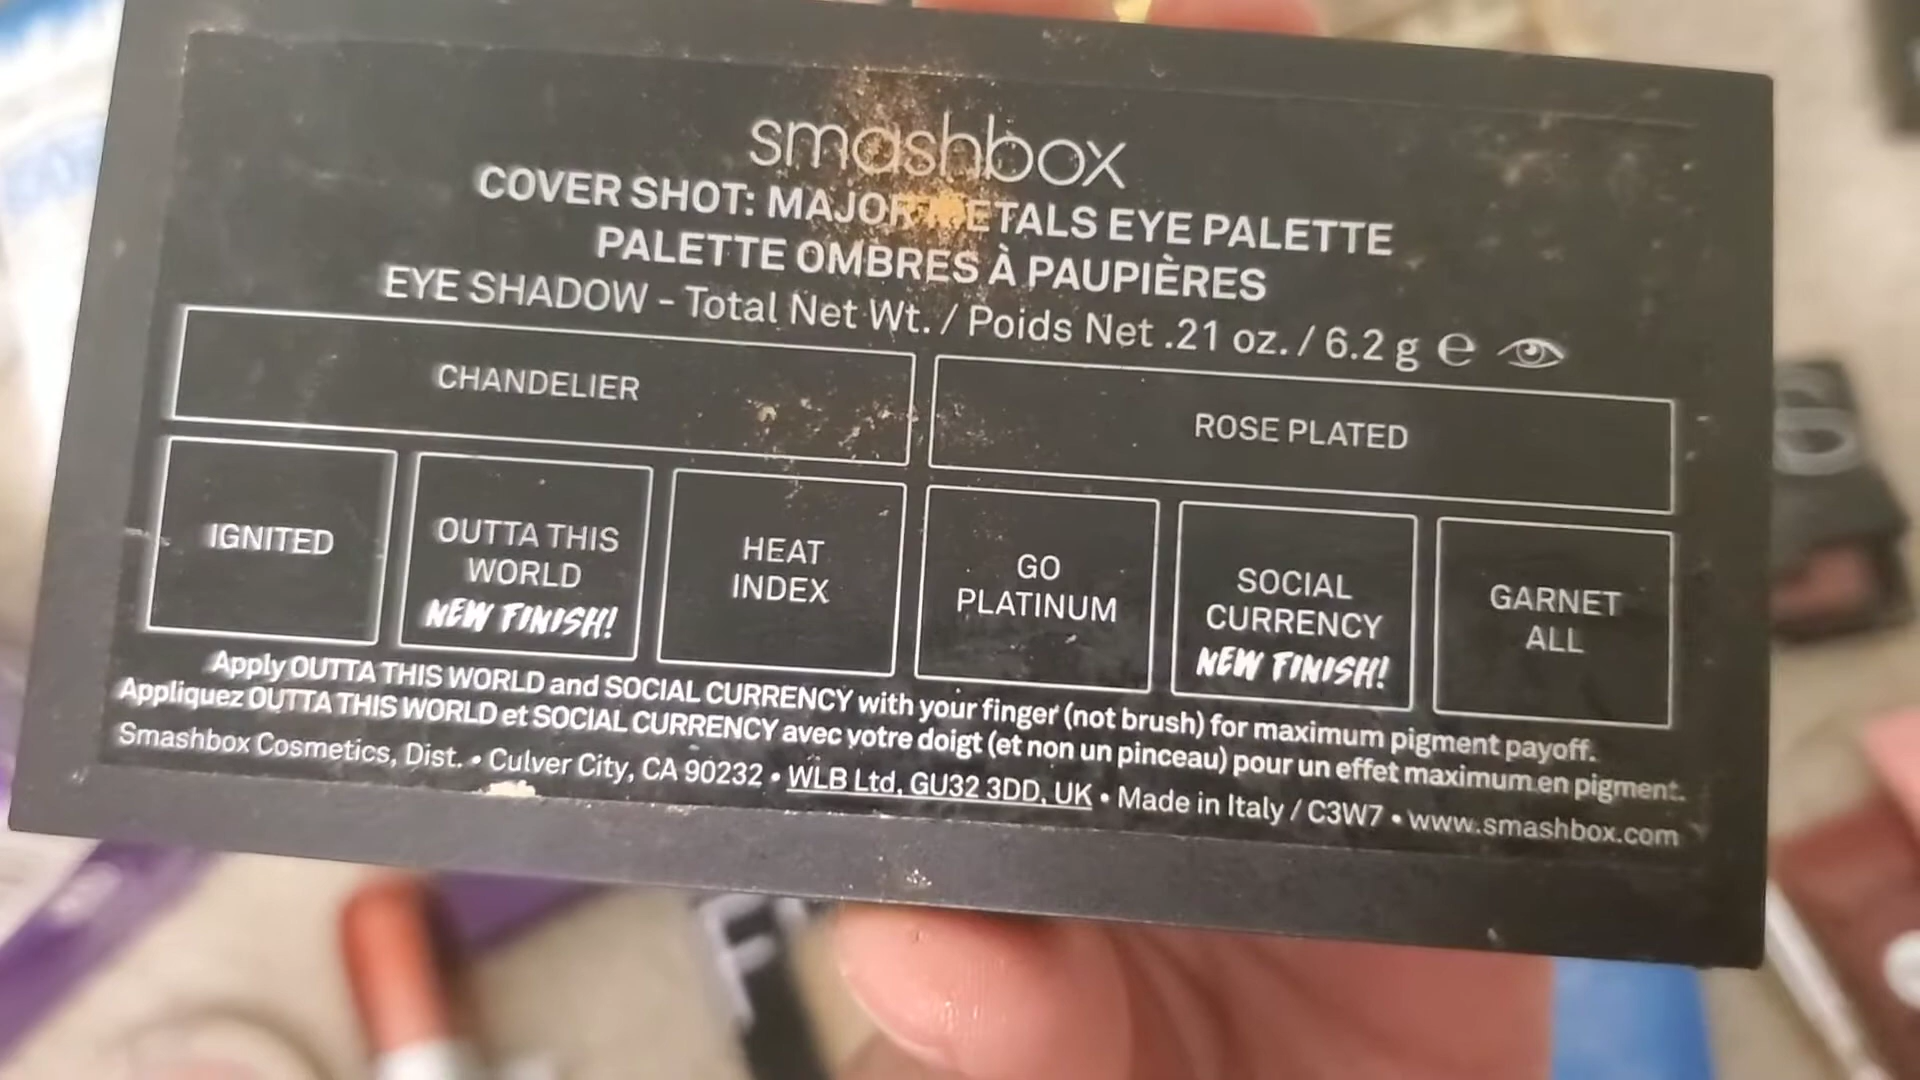 smashbox
COVER SHOT: MAJOR METALS EYE PALETTE
PALETTE OMBRES À PAUPIÈRES
EYE SHADOW - Total Net Wt. / Poids Net .21 oz. / 6.2 g e
CHANDELIER
ROSE PLATED
IGNITED
OUTTA THIS
WORLD
NEW FINISH!
HEAT
INDEX
GO
PLATINUM
SOCIAL
CURRENCY
NEW FINISH!
GARNET
ALL
Apply OUTTA THIS WORLD and SOCIAL CURRENCY with your finger (not brush) for maximum pigment payoff.
Appliquez OUTTA THIS WORLD et SOCIAL CURRENCY avec votre doigt (et non un pinceau) pour un effet maximum en pigment.
Smashbox Cosmetics, Dist. • Culver City, CA 90232 • WLB Ltd, GU32 3DD, UK • Made in Italy / C3W7 • www.smashbox.com